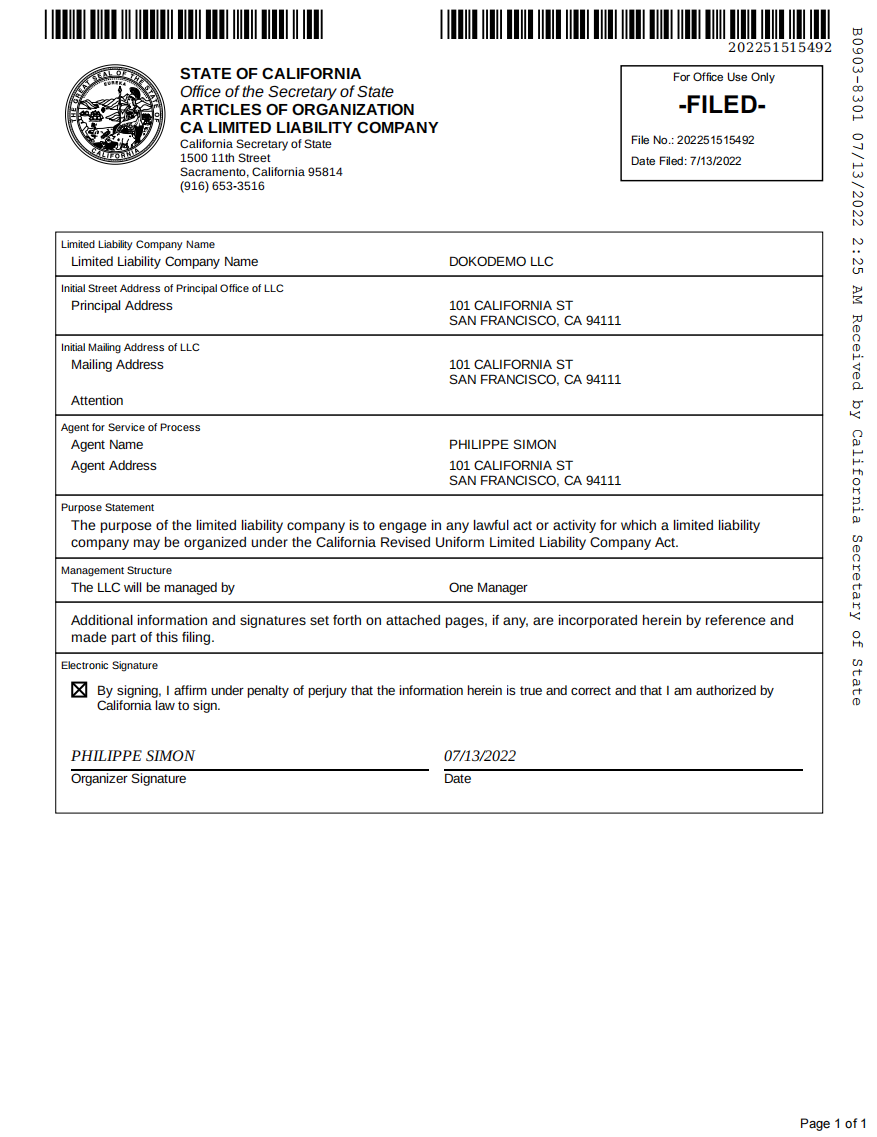 202251515492
STATE OF CALIFORNIA
Office of the Secretary of State
ARTICLES OF ORGANIZATION
CA LIMITED LIABILITY COMPANY
California Secretary of State
1500 11th Street
Sacramento, California 95814
(916) 653-3516
For Office Use Only
-FILED-
File No.: 202251515492
Date Filed: 7/13/2022
THE GREAT SEAL OF THE STATE OF CALIFORNIA
EUREKA
B0903-8301 07/13/2022 2:25 AM Received by California Secretary of State
Limited Liability Company Name
Limited Liability Company Name DOKODEMO LLC
Initial Street Address of Principal Office of LLC
Principal Address 101 CALIFORNIA ST
SAN FRANCISCO, CA 94111
Initial Mailing Address of LLC
Mailing Address 101 CALIFORNIA ST
SAN FRANCISCO, CA 94111
Attention
Agent for Service of Process
Agent Name PHILIPPE SIMON
Agent Address 101 CALIFORNIA ST
SAN FRANCISCO, CA 94111
Purpose Statement
The purpose of the limited liability company is to engage in any lawful act or activity for which a limited liability
company may be organized under the California Revised Uniform Limited Liability Company Act.
Management Structure
The LLC will be managed by One Manager
Additional information and signatures set forth on attached pages, if any, are incorporated herein by reference and
made part of this filing.
Electronic Signature
By signing, I affirm under penalty of perjury that the information herein is true and correct and that I am authorized by
California law to sign.
PHILIPPE SIMON 07/13/2022
Organizer Signature Date
Page 1 of 1